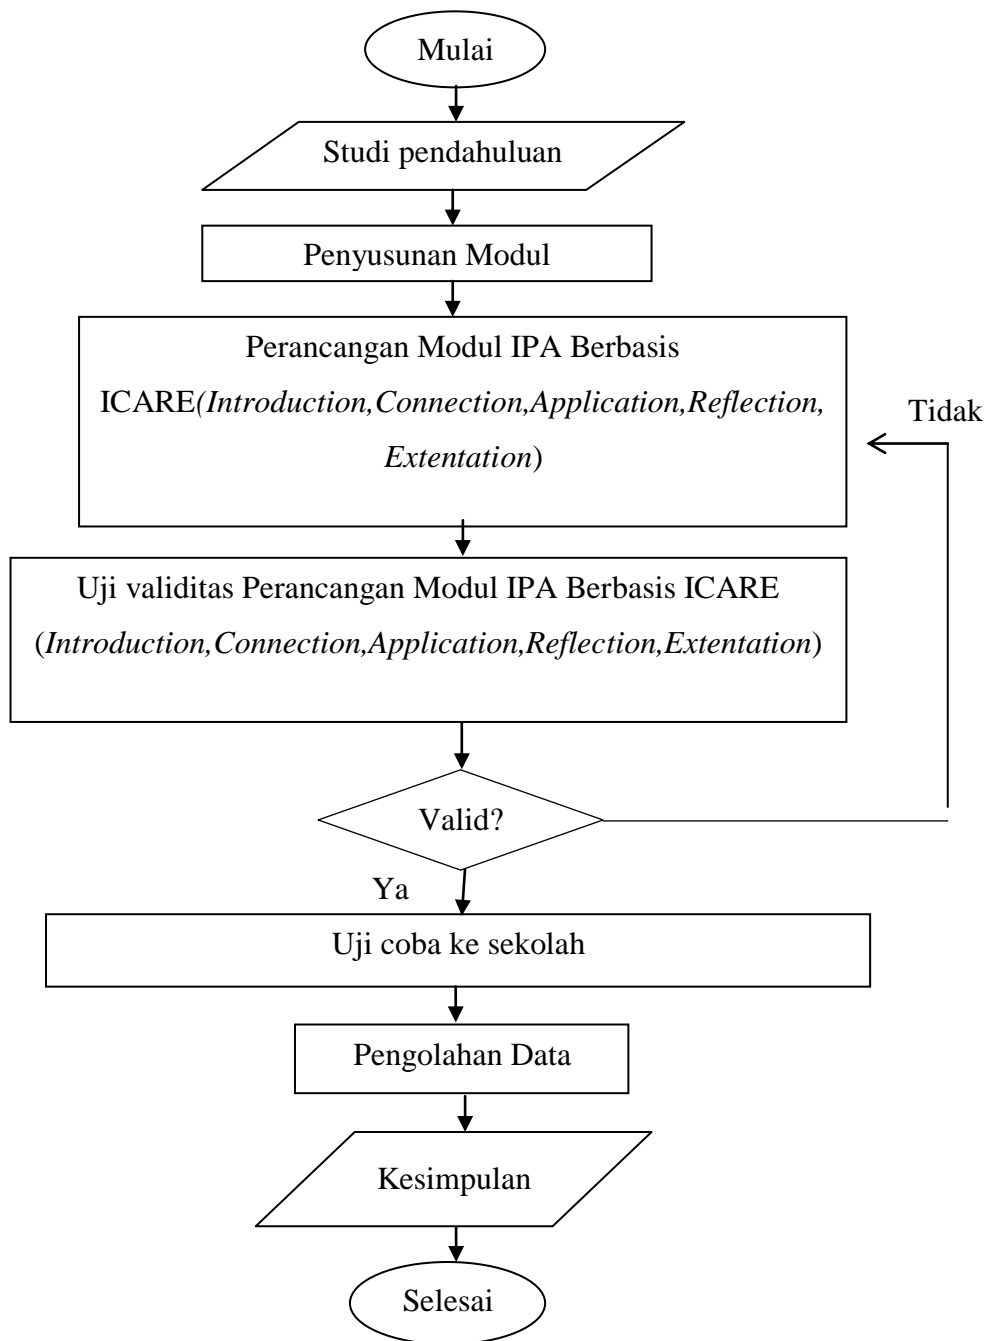 Mulai
Studi pendahuluan
Penyusunan Modul
Perancangan Modul IPA Berbasis
ICARE(Introduction,Connection,Application,Reflection,
Extentation)
Tidak
Uji validitas Perancangan Modul IPA Berbasis ICARE
(Introduction,Connection,Application,Reflection,Extentation)
Valid?
Ya
Uji coba ke sekolah
Pengolahan Data
Kesimpulan
Selesai